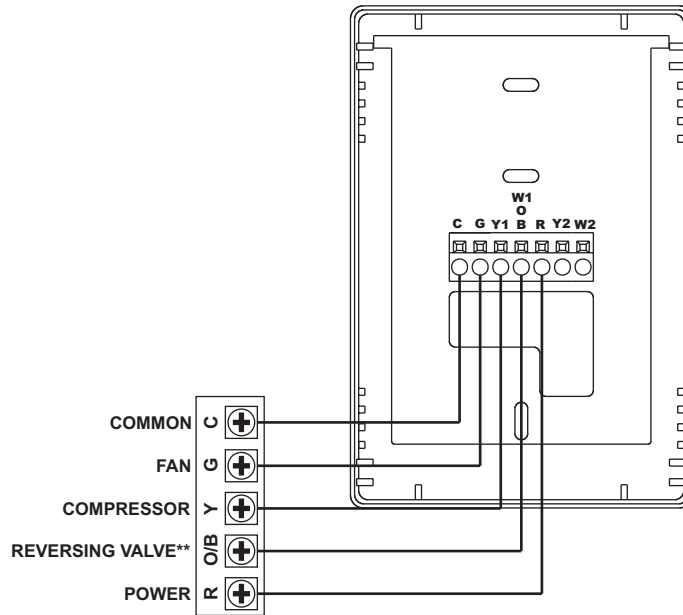 W1
O
C G Y1 B R Y2 W2
COMMON C
FAN G
COMPRESSOR Y
REVERSING VALVE** O/B
POWER R